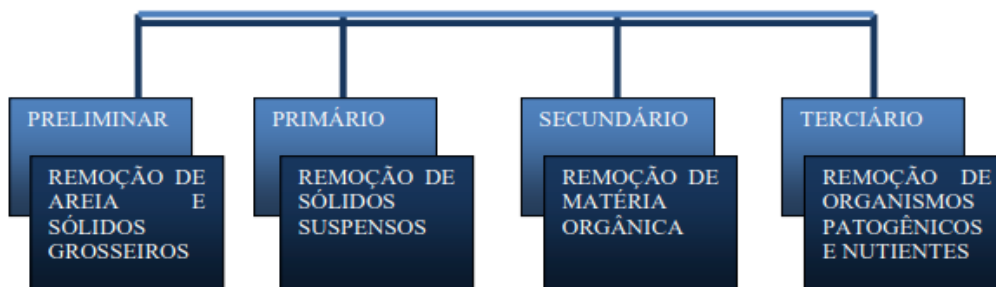 PRELIMINAR
REMOÇÃO DE
AREIA E
SÓLIDOS
GROSSEIROS
PRIMÁRIO
REMOÇÃO DE
SÓLIDOS
SUSPENSOS
SECUNDÁRIO
REMOÇÃO DE
MATÉRIA
ORGÂNICA
TERCIÁRIO
REMOÇÃO DE
ORGANISMOS
PATOGÊNICOS
E NUTIENTES